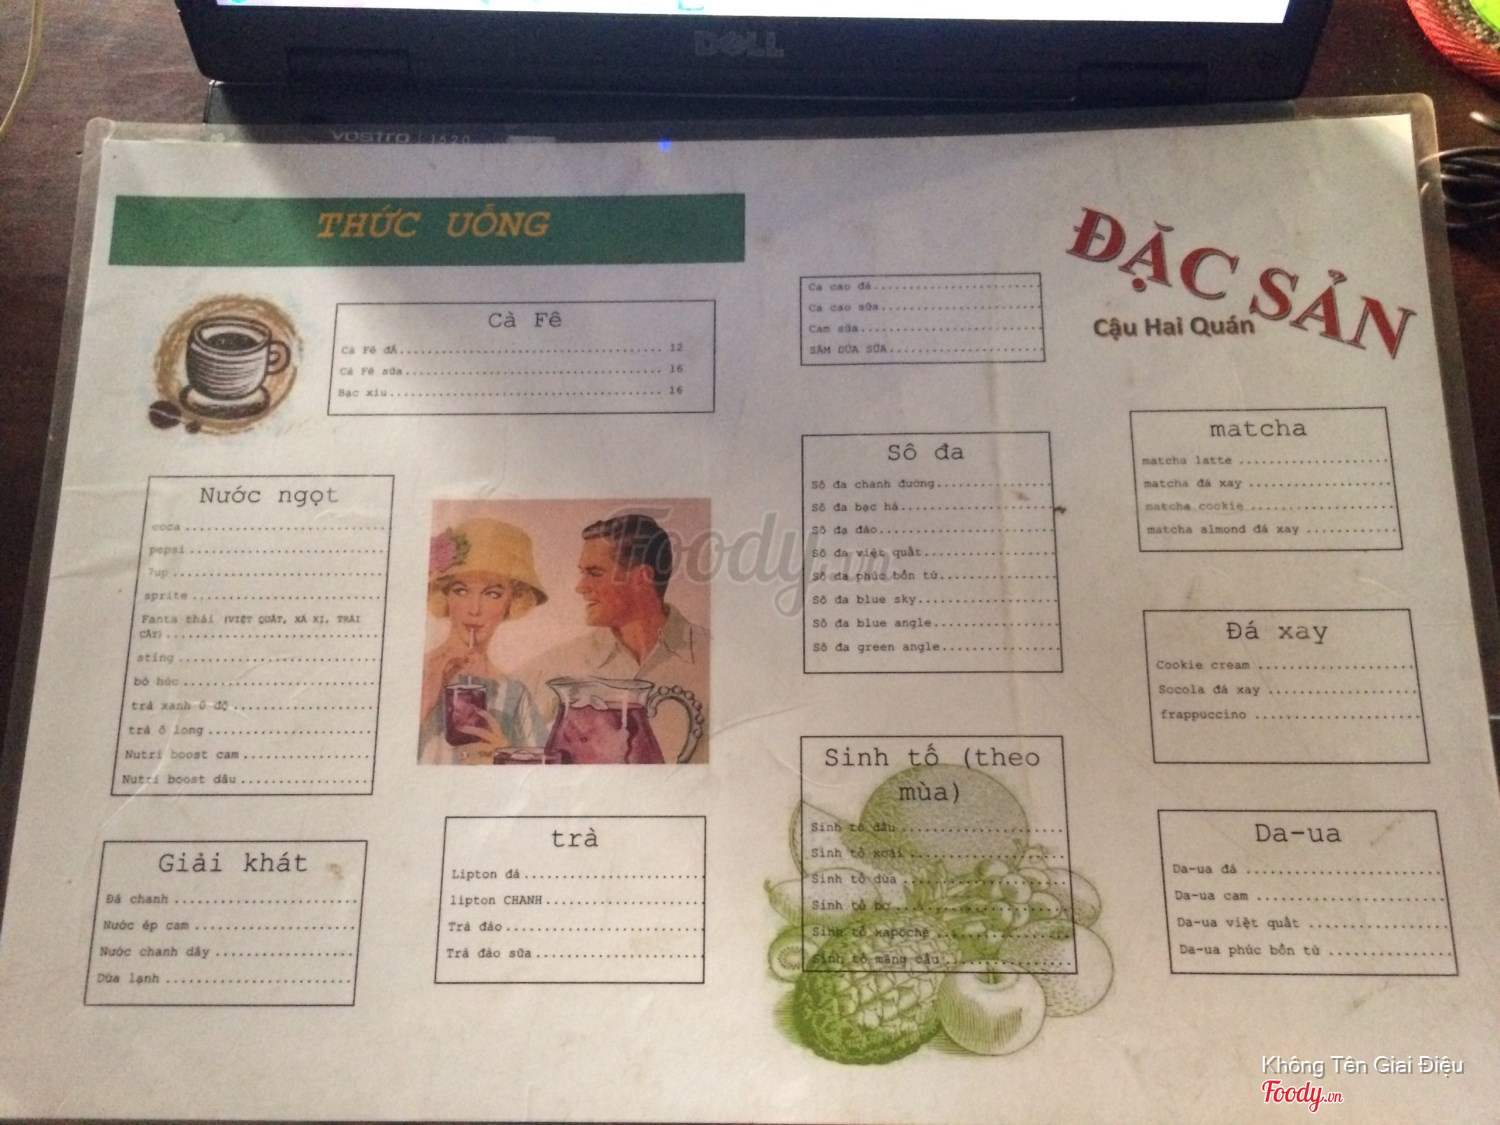 DELL
vostro 1520
THỨC UỐNG
ĐẶC SẢN
Cậu Hai Quán
Cà Fê
Cà Fê đÁ 12
Cà Fê sữa 16
Bạc xỉu 16
Nước ngọt
coca
pepsi
7up
sprite
Fanta thái (VIỆT QUẤT, XÁ XỊ, TRÁI
CÂY)
sting
bò húc
trà xanh 0 độ
trà ô long
Nutri boost cam
Nutri boost dâu
Giải khát
Đá chanh
Nước ép cam
Nước chanh dây
Dừa lạnh
trà
Lipton đá
lipton CHANH
Trà đào
Trà đào sữa
Ca cao đá
Ca cao sữa
Cam sữa
SÂM DỨA SỮA
Sô đa
Sô đa chanh đường
Sô đa bạc hà
Sô đa đào
Sô đa việt quất
Sô đa phúc bồn tử
Sô đa blue sky
Sô đa blue angle
Sô đa green angle
Sinh tố (theo
mùa)
Sinh tố dâu
Sinh tố xoài
Sinh tố dừa
Sinh tố bơ
Sinh tố xapochê
Sinh tố mãng cầu
matcha
matcha latte
matcha đá xay
matcha cookie
matcha almond đá xay
Đá xay
Cookie cream
Socola đá xay
frappuccino
Da-ua
Da-ua đá
Da-ua cam
Da-ua việt quất
Da-ua phúc bồn tử
Foody.vn
Không Tên Giai Điệu
Foody.vn